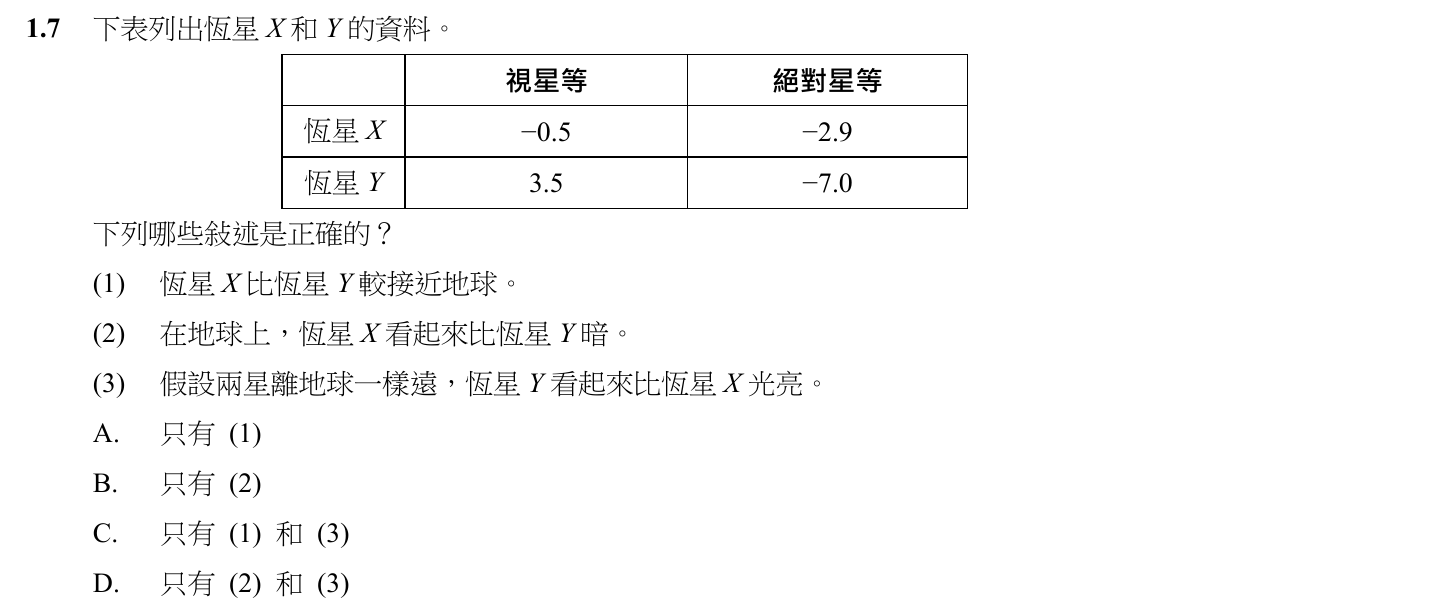 1.7 下表列出恆星 X 和 Y 的資料。
視星等 絕對星等
恆星 X −0.5 −2.9
恆星 Y 3.5 −7.0
下列哪些敍述是正確的？
(1) 恆星 X 比恆星 Y 較接近地球。
(2) 在地球上，恆星 X 看起來比恆星 Y 暗。
(3) 假設兩星離地球一樣遠，恆星 Y 看起來比恆星 X 光亮。
A. 只有 (1)
B. 只有 (2)
C. 只有 (1) 和 (3)
D. 只有 (2) 和 (3)